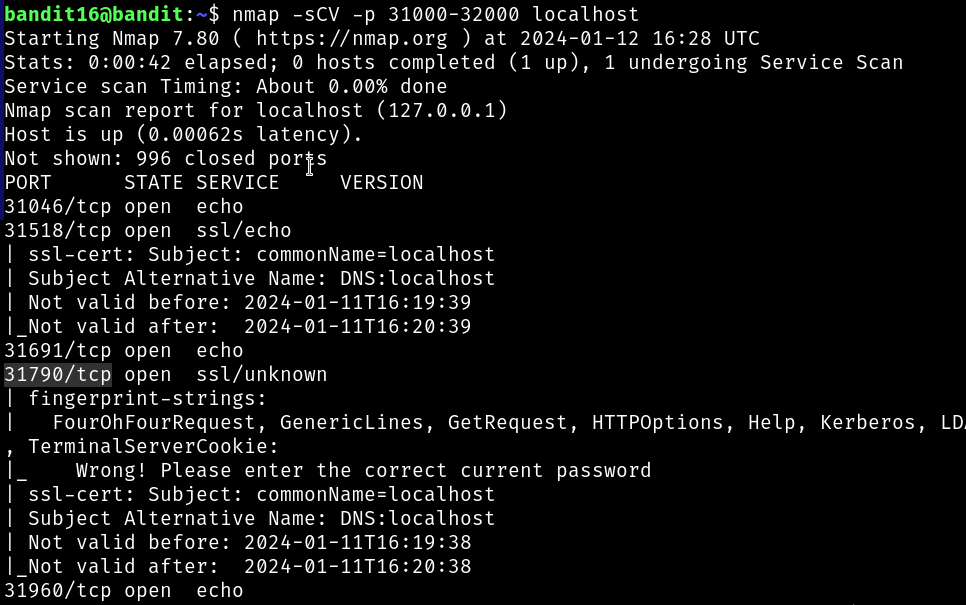 bandit16@bandit:~$ nmap -sCV -p 31000-32000 localhost
Starting Nmap 7.80 ( https://nmap.org ) at 2024-01-12 16:28 UTC
Stats: 0:00:42 elapsed; 0 hosts completed (1 up), 1 undergoing Service Scan
Service scan Timing: About 0.00% done
Nmap scan report for localhost (127.0.0.1)
Host is up (0.00062s latency).
Not shown: 996 closed ports
PORT      STATE SERVICE     VERSION
31046/tcp open  echo
31518/tcp open  ssl/echo
| ssl-cert: Subject: commonName=localhost
| Subject Alternative Name: DNS:localhost
| Not valid before: 2024-01-11T16:19:39
|_Not valid after:  2024-01-11T16:20:39
31691/tcp open  echo
31790/tcp open  ssl/unknown
| fingerprint-strings:
|   FourOhFourRequest, GenericLines, GetRequest, HTTPOptions, Help, Kerberos,
, TerminalServerCookie:
|_    Wrong! Please enter the correct current password
| ssl-cert: Subject: commonName=localhost
| Subject Alternative Name: DNS:localhost
| Not valid before: 2024-01-11T16:19:38
|_Not valid after:  2024-01-11T16:20:38
31960/tcp open  echo